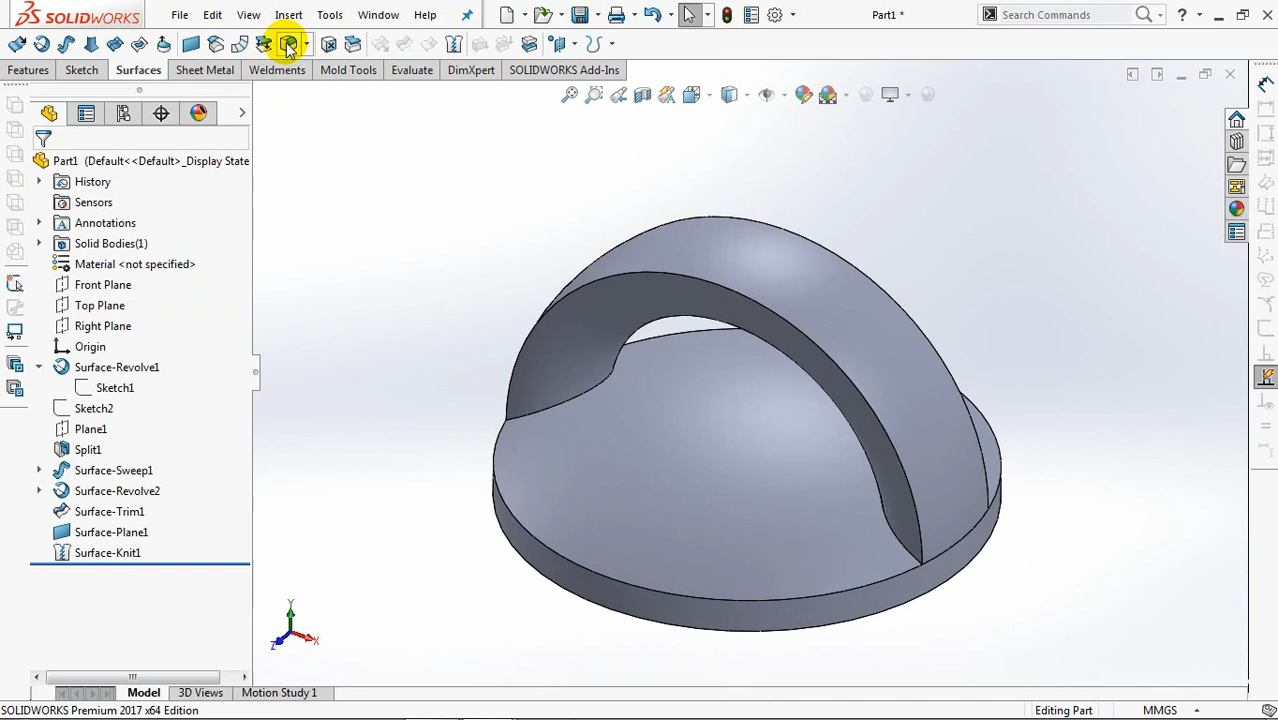 SOLIDWORKS File Edit View Insert Tools Window Help Part1 * Search Commands ?
Features Sketch Surfaces Sheet Metal Weldments Mold Tools Evaluate DimXpert SOLIDWORKS Add-Ins
Part1 (Default<<Default>_Display State
History
Sensors
Annotations
Solid Bodies(1)
Material <not specified>
Front Plane
Top Plane
Right Plane
Origin
Surface-Revolve1
Sketch1
Sketch2
Plane1
Split1
Surface-Sweep1
Surface-Revolve2
Surface-Trim1
Surface-Plane1
Surface-Knit1
Y
X
Z
Model 3D Views Motion Study 1
SOLIDWORKS Premium 2017 x64 Edition Editing Part MMGS